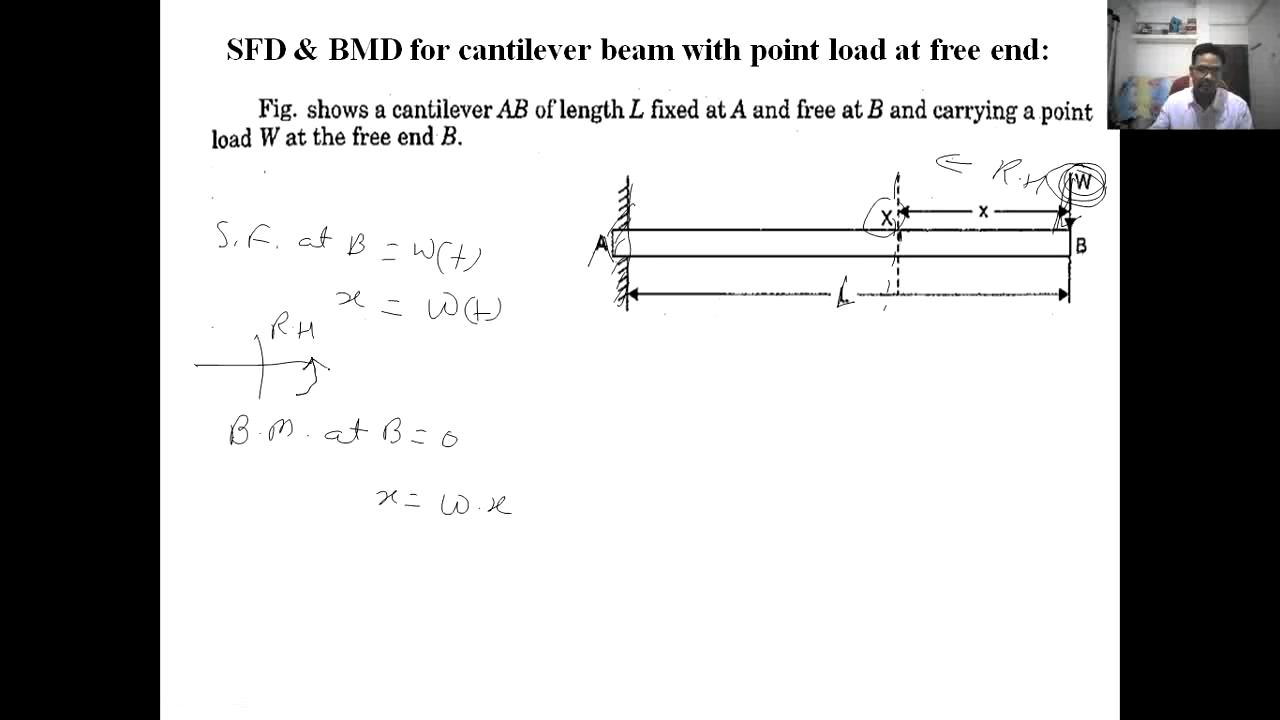 SFD & BMD for cantilever beam with point load at free end:
Fig. shows a cantilever AB of length L fixed at A and free at B and carrying a point
load W at the free end B.
← R.H W
X x
A B
L
S.F. at B = W(+)
x = W(+)
R.H
B.M. at B = 0
x = W.x